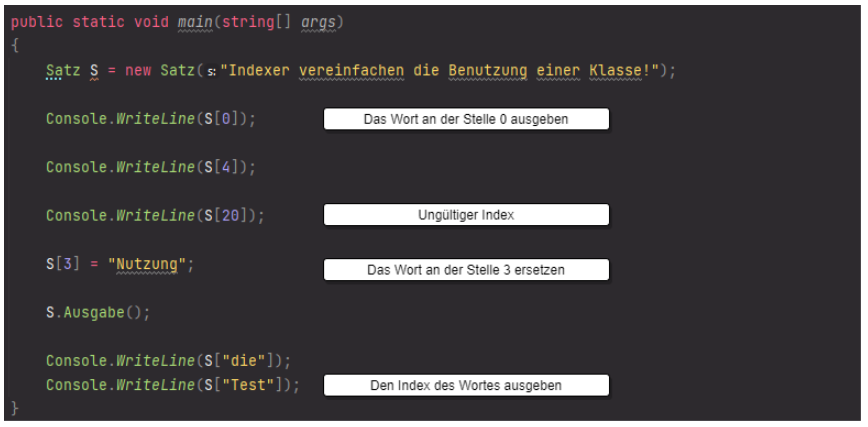 public static void main(string[] args)
{
Satz S = new Satz( s: "Indexer vereinfachen die Benutzung einer Klasse!");
Console.WriteLine(S[0]); Das Wort an der Stelle 0 ausgeben
Console.WriteLine(S[4]);
Console.WriteLine(S[20]); Ungültiger Index
S[3] = "Nutzung"; Das Wort an der Stelle 3 ersetzen
S.Ausgabe();
Console.WriteLine(S["die"]);
Console.WriteLine(S["Test"]); Den Index des Wortes ausgeben
}